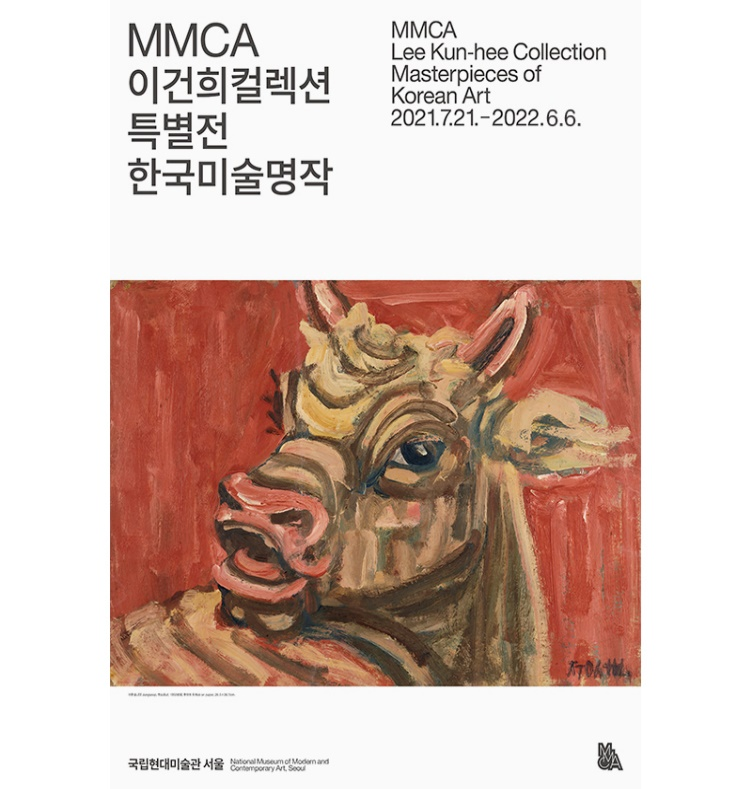 MMCA
이건희컬렉션
특별전
한국미술명작
MMCA
Lee Kun-hee Collection
Masterpieces of
Korean Art
2021.7.21.–2022.6.6.
국립현대미술관 서울
National Museum of Modern and
Contemporary Art, Seoul
MMCA